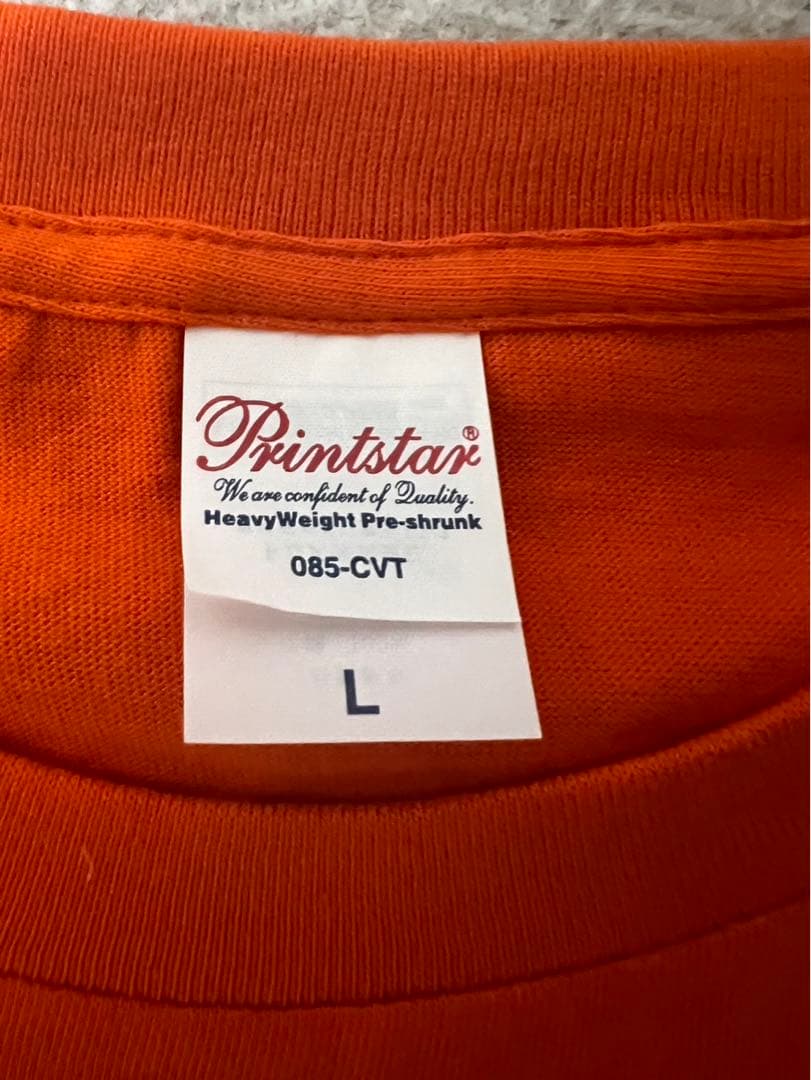 Printstar®
We are confident of Quality.
HeavyWeight Pre-shrunk
085-CVT
L